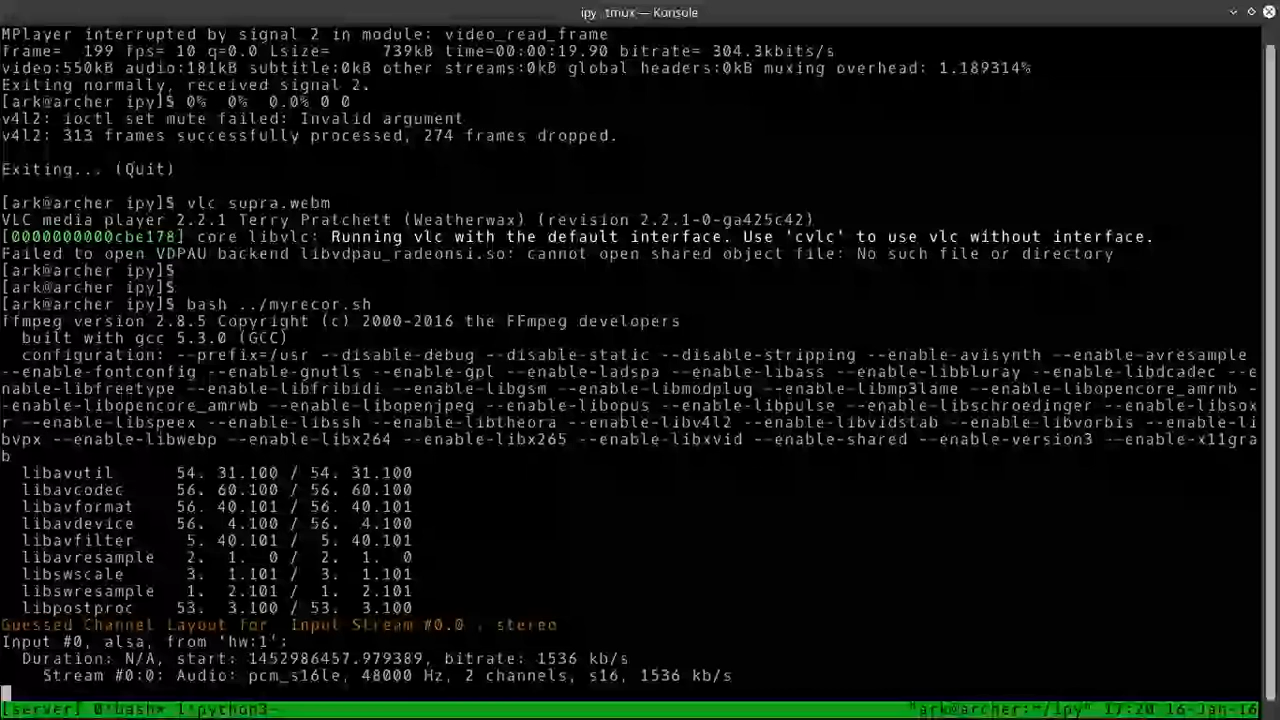 ipy : tmux — Konsole
MPlayer interrupted by signal 2 in module: video_read_frame
frame=  199 fps= 10 q=0.0 Lsize=     739kB time=00:00:19.90 bitrate= 304.3kbits/s
video:550kB audio:181kB subtitle:0kB other streams:0kB global headers:0kB muxing overhead: 1.189314%
Exiting normally, received signal 2.
[ark@archer ipy]$ 0%  0%  0.0% 0 0
v4l2: ioctl set mute failed: Invalid argument
v4l2: 313 frames successfully processed, 274 frames dropped.
Exiting... (Quit)
[ark@archer ipy]$ vlc supra.webm
VLC media player 2.2.1 Terry Pratchett (Weatherwax) (revision 2.2.1-0-ga425c42)
[0000000000cbe178] core libvlc: Running vlc with the default interface. Use 'cvlc' to use vlc without interface.
Failed to open VDPAU backend libvdpau_radeonsi.so: cannot open shared object file: No such file or directory
[ark@archer ipy]$
[ark@archer ipy]$
[ark@archer ipy]$ bash ../myrecor.sh
ffmpeg version 2.8.5 Copyright (c) 2000-2016 the FFmpeg developers
  built with gcc 5.3.0 (GCC)
  configuration: --prefix=/usr --disable-debug --disable-static --disable-stripping --enable-avisynth --enable-avresample
--enable-fontconfig --enable-gnutls --enable-gpl --enable-ladspa --enable-libass --enable-libbluray --enable-libdcadec --e
nable-libfreetype --enable-libfribidi --enable-libgsm --enable-libmodplug --enable-libmp3lame --enable-libopencore_amrnb -
-enable-libopencore_amrwb --enable-libopenjpeg --enable-libopus --enable-libpulse --enable-libschroedinger --enable-libsox
r --enable-libspeex --enable-libssh --enable-libtheora --enable-libv4l2 --enable-libvidstab --enable-libvorbis --enable-li
bvpx --enable-libwebp --enable-libx264 --enable-libx265 --enable-libxvid --enable-shared --enable-version3 --enable-x11gra
b
  libavutil      54. 31.100 / 54. 31.100
  libavcodec     56. 60.100 / 56. 60.100
  libavformat    56. 40.101 / 56. 40.101
  libavdevice    56.  4.100 / 56.  4.100
  libavfilter     5. 40.101 /  5. 40.101
  libavresample   2.  1.  0 /  2.  1.  0
  libswscale      3.  1.101 /  3.  1.101
  libswresample   1.  2.101 /  1.  2.101
  libpostproc    53.  3.100 / 53.  3.100
Guessed Channel Layout for  Input Stream #0.0 : stereo
Input #0, alsa, from 'hw:1':
  Duration: N/A, start: 1452986457.979389, bitrate: 1536 kb/s
    Stream #0:0: Audio: pcm_s16le, 48000 Hz, 2 channels, s16, 1536 kb/s
[server] 0:bash* 1:python3- "ark@archer:~/ipy" 17:20 16-Jan-16